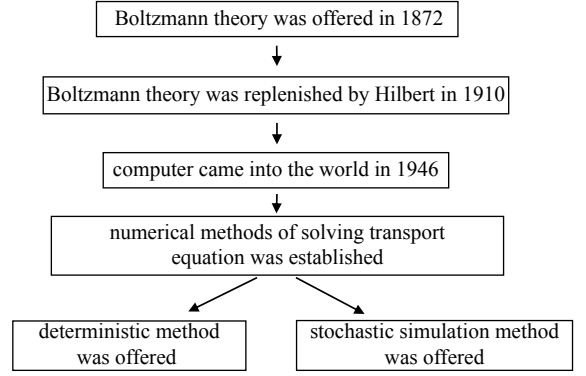 Boltzmann theory was offered in 1872
Boltzmann theory was replenished by Hilbert in 1910
computer came into the world in 1946
numerical methods of solving transport
equation was established
deterministic method
was offered
stochastic simulation method
was offered